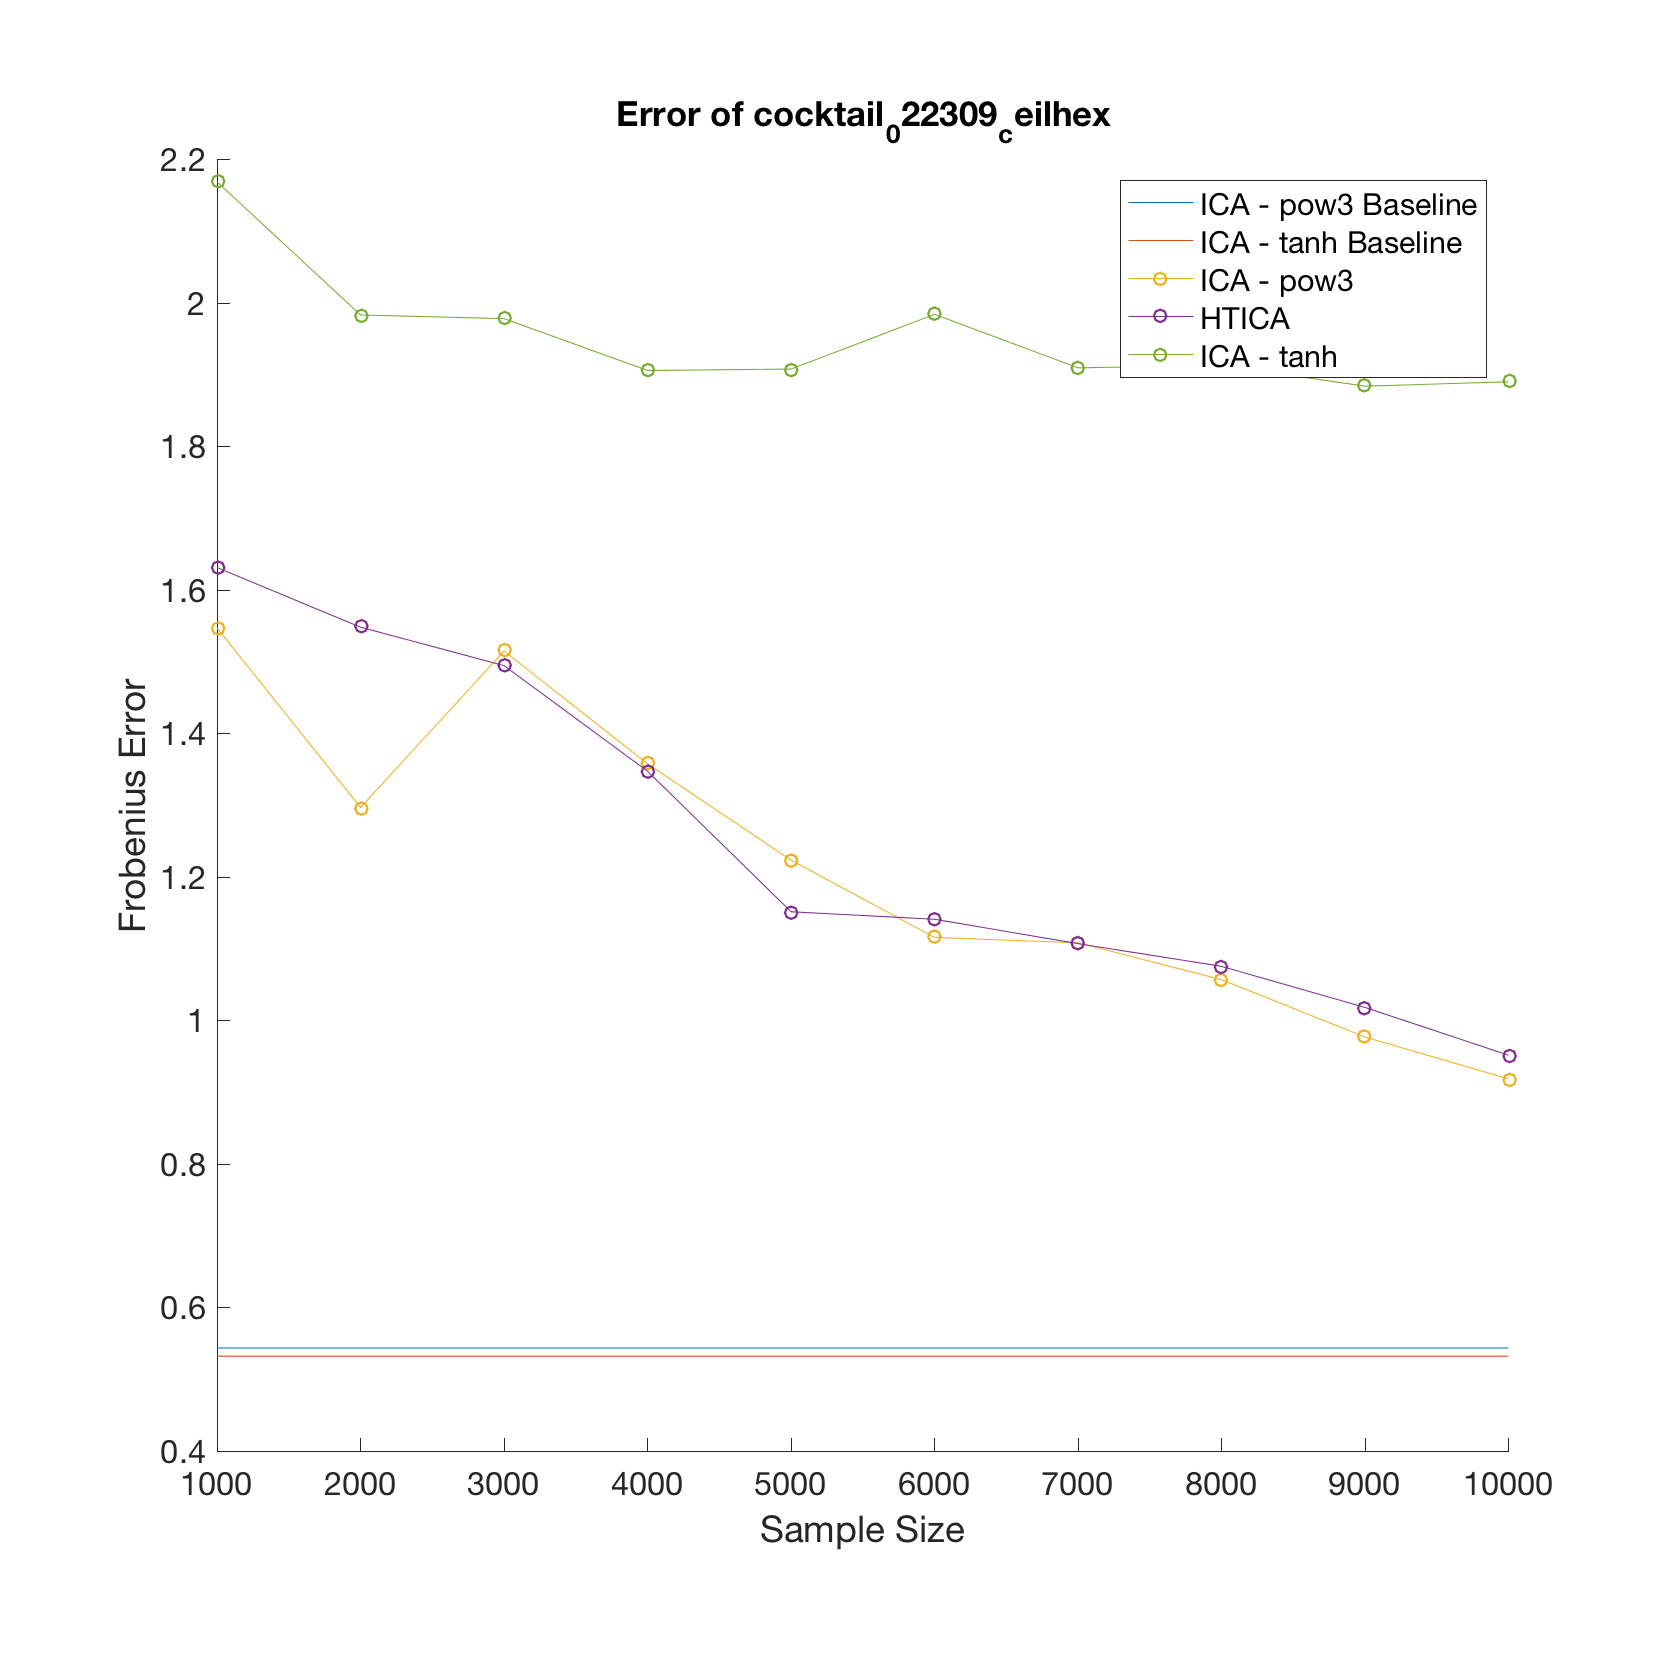 Error of cocktail₀22309꜀eilhex
2.2
2
1.8
1.6
1.4
1.2
1
0.8
0.6
0.4
Frobenius Error
ICA - pow3 Baseline
ICA - tanh Baseline
ICA - pow3
HTICA
ICA - tanh
1000 2000 3000 4000 5000 6000 7000 8000 9000 10000
Sample Size